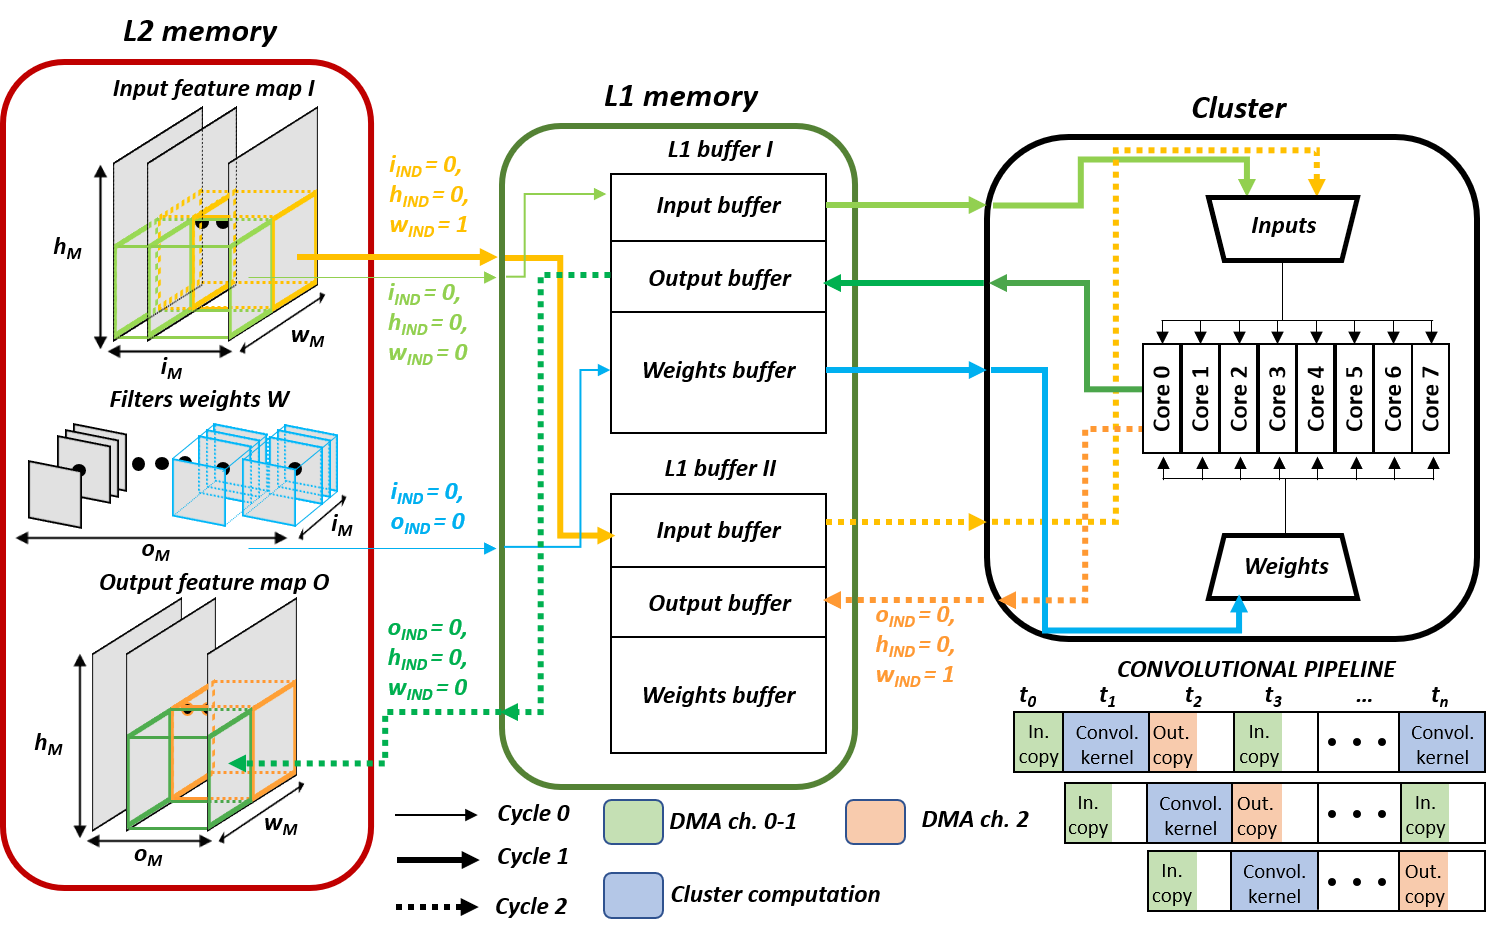 L2 memory
Input feature map I
hM
iM
wM
Filters weights W
oM
iM
Output feature map O
hM
oM
wM
iIND = 0,
hIND = 0,
wIND = 1
iIND = 0,
hIND = 0,
wIND = 0
iIND = 0,
oIND = 0
oIND = 0,
hIND = 0,
wIND = 0
L1 memory
L1 buffer I
Input buffer
Output buffer
Weights buffer
L1 buffer II
Input buffer
Output buffer
Weights buffer
oIND = 0,
hIND = 0,
wIND = 1
Cluster
Inputs
Core 0
Core 1
Core 2
Core 3
Core 4
Core 5
Core 6
Core 7
Weights
CONVOLUTIONAL PIPELINE
t0 t1 t2 t3 ... tn
In. copy
Convol. kernel
Out. copy
In. copy
Convol. kernel
In. copy
Convol. kernel
Out. copy
In. copy
In. copy
Convol. kernel
Out. copy
Cycle 0
Cycle 1
Cycle 2
DMA ch. 0-1
DMA ch. 2
Cluster computation